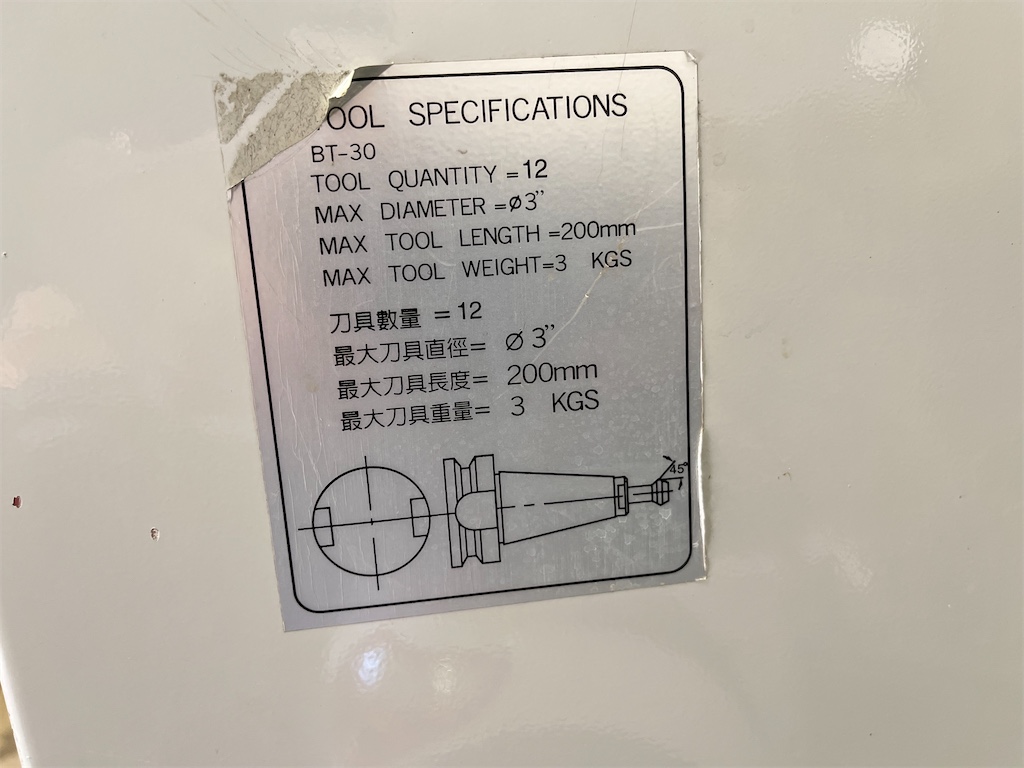 TOOL SPECIFICATIONS
BT-30
TOOL QUANTITY =12
MAX DIAMETER =Ø3"
MAX TOOL LENGTH =200mm
MAX TOOL WEIGHT=3 KGS
刀具數量 =12
最大刀具直徑= Ø3"
最大刀具長度= 200mm
最大刀具重量= 3 KGS
45°